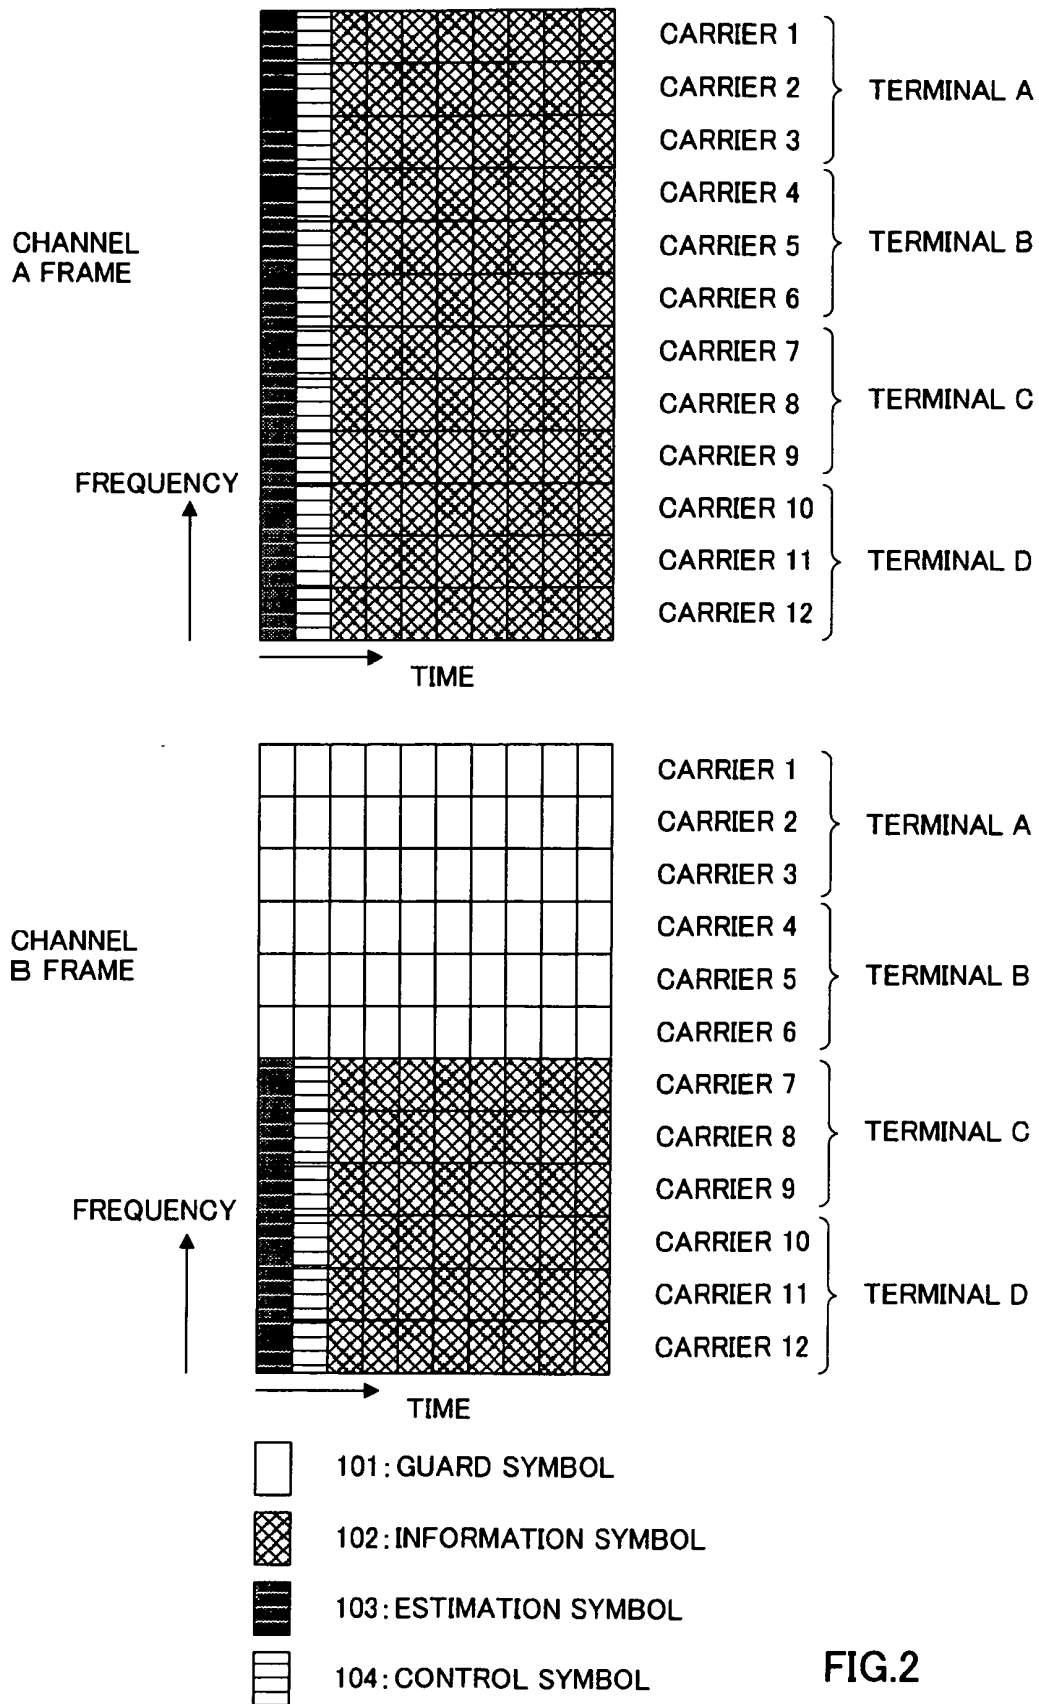 CARRIER 1
CARRIER 2
CARRIER 3
TERMINAL A
CARRIER 4
CARRIER 5
CARRIER 6
TERMINAL B
CHANNEL
A FRAME
CARRIER 7
CARRIER 8
CARRIER 9
TERMINAL C
FREQUENCY
CARRIER 10
CARRIER 11
CARRIER 12
TERMINAL D
TIME
CARRIER 1
CARRIER 2
CARRIER 3
TERMINAL A
CARRIER 4
CARRIER 5
CARRIER 6
TERMINAL B
CHANNEL
B FRAME
CARRIER 7
CARRIER 8
CARRIER 9
TERMINAL C
FREQUENCY
CARRIER 10
CARRIER 11
CARRIER 12
TERMINAL D
TIME
101:GUARD SYMBOL
102:INFORMATION SYMBOL
103:ESTIMATION SYMBOL
104:CONTROL SYMBOL
FIG.2